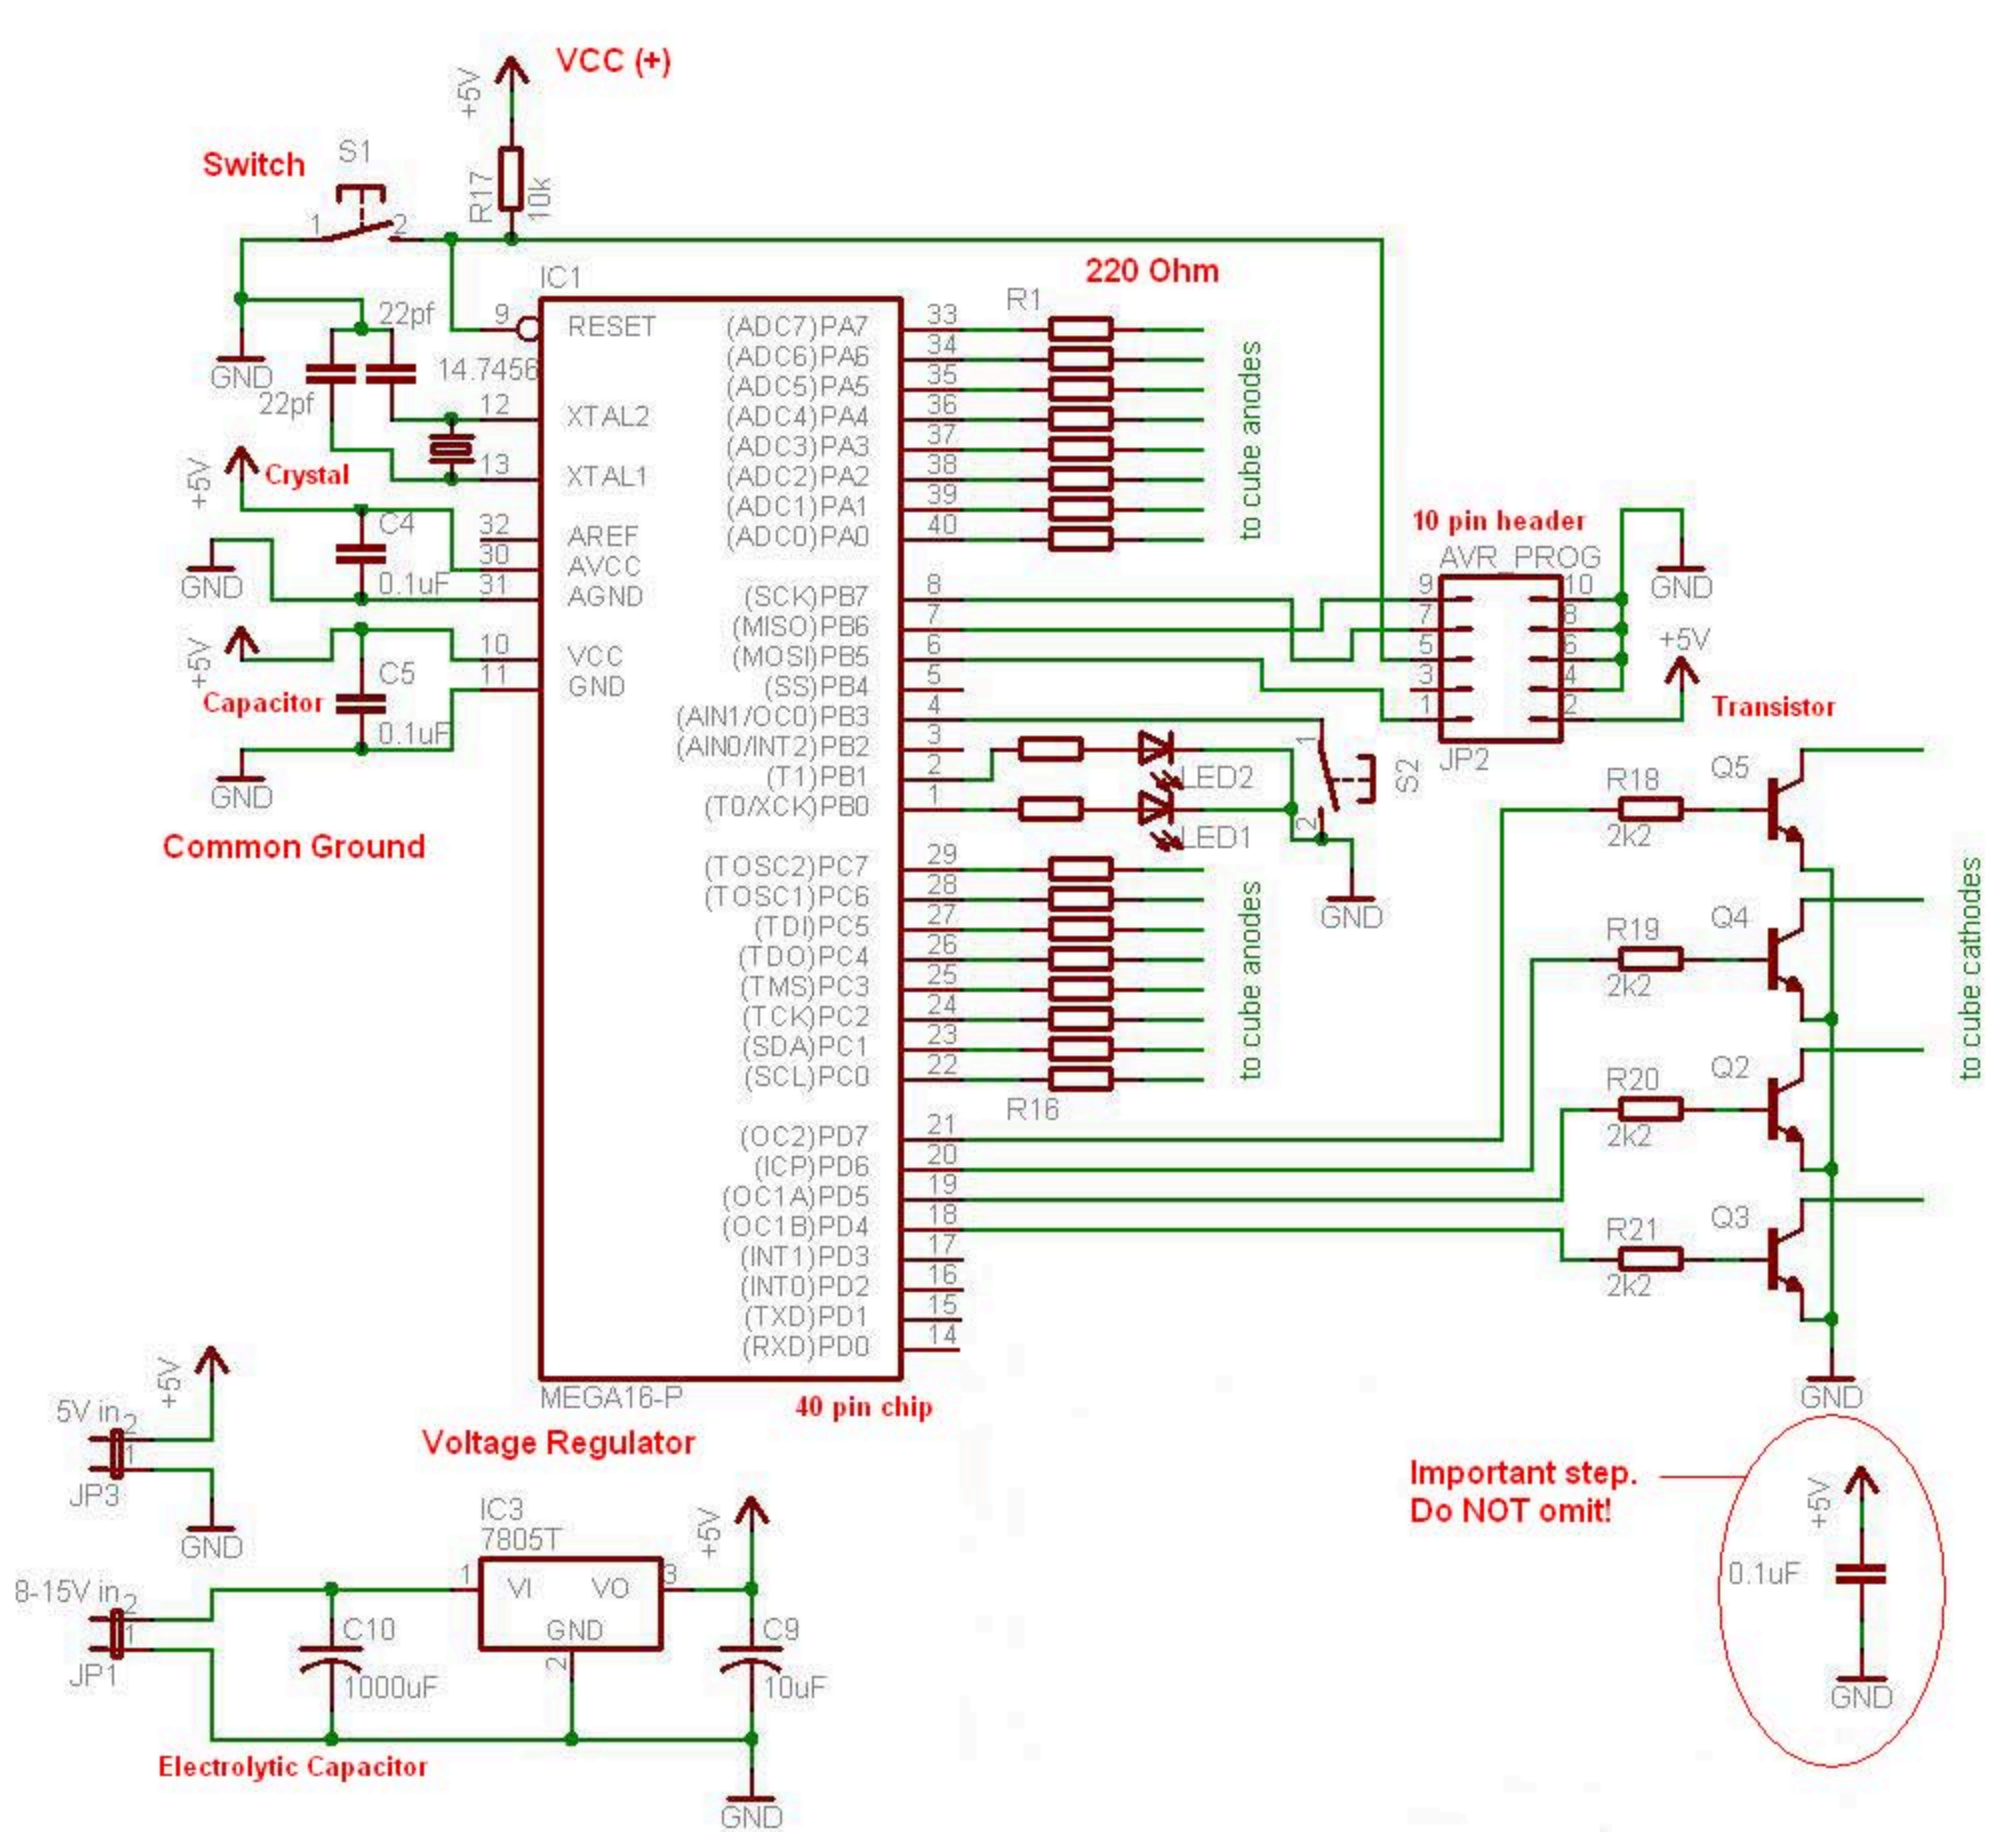 VCC (+)
+5V
Switch
S1
1
2
R17
10k
IC1
220 Ohm
R1
22pf
22pf
14.7456
GND
9
RESET
12
XTAL2
13
XTAL1
32
AREF
30
AVCC
31
AGND
10
VCC
11
GND
+5V
Crystal
C4
0.1uF
GND
+5V
Capacitor
C5
0.1uF
GND
Common Ground
(ADC7)PA7
33
(ADC6)PA6
34
(ADC5)PA5
35
(ADC4)PA4
36
(ADC3)PA3
37
(ADC2)PA2
38
(ADC1)PA1
39
(ADC0)PA0
40
to cube anodes
(SCK)PB7
8
(MISO)PB6
7
(MOSI)PB5
6
(SS)PB4
5
(AIN1/OC0)PB3
4
(AIN0/INT2)PB2
3
(T1)PB1
2
(T0/XCK)PB0
1
LED2
LED1
1
2
S2
GND
10 pin header
AVR_PROG
9
7
5
3
1
10
8
6
4
2
JP2
GND
+5V
Transistor
(TOSC2)PC7
29
(TOSC1)PC6
28
(TDI)PC5
27
(TDO)PC4
26
(TMS)PC3
25
(TCK)PC2
24
(SDA)PC1
23
(SCL)PC0
22
to cube anodes
R16
(OC2)PD7
21
(ICP)PD6
20
(OC1A)PD5
19
(OC1B)PD4
18
(INT1)PD3
17
(INT0)PD2
16
(TXD)PD1
15
(RXD)PD0
14
R18
2k2
Q5
R19
2k2
Q4
R20
2k2
Q2
R21
2k2
Q3
to cube cathodes
GND
MEGA16-P
40 pin chip
+5V
5V in
2
1
JP3
GND
Voltage Regulator
IC3
7805T
1
VI
VO
3
GND
2
+5V
8-15V in
2
1
JP1
C10
1000uF
C9
10uF
Electrolytic Capacitor
GND
Important step.
Do NOT omit!
+5V
0.1uF
GND